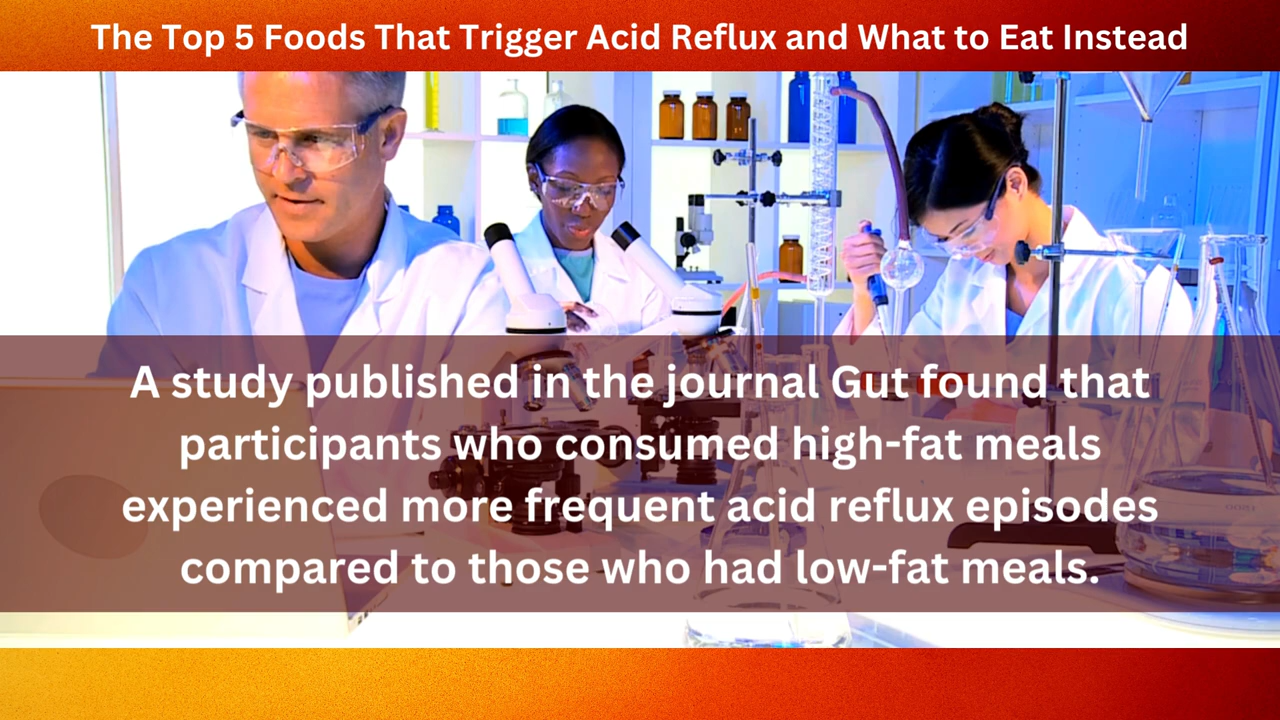 The Top 5 Foods That Trigger Acid Reflux and What to Eat Instead
A study published in the journal Gut found that
participants who consumed high-fat meals
experienced more frequent acid reflux episodes
compared to those who had low-fat meals.